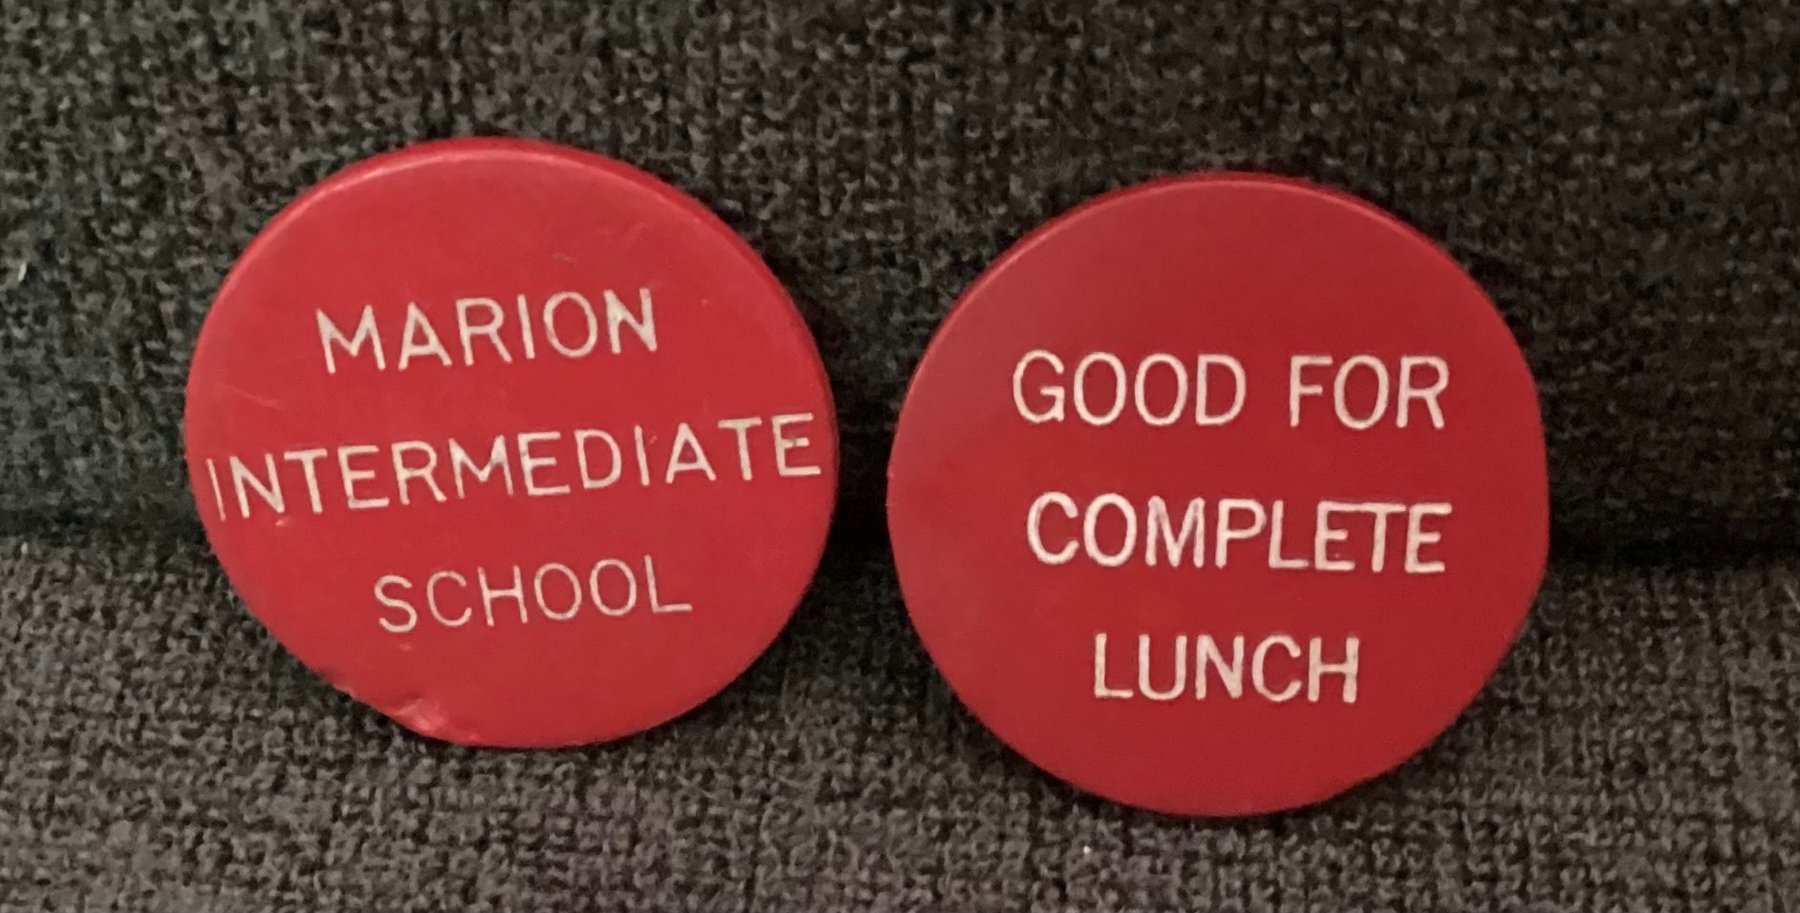 MARION
INTERMEDIATE
SCHOOL
GOOD FOR
COMPLETE
LUNCH